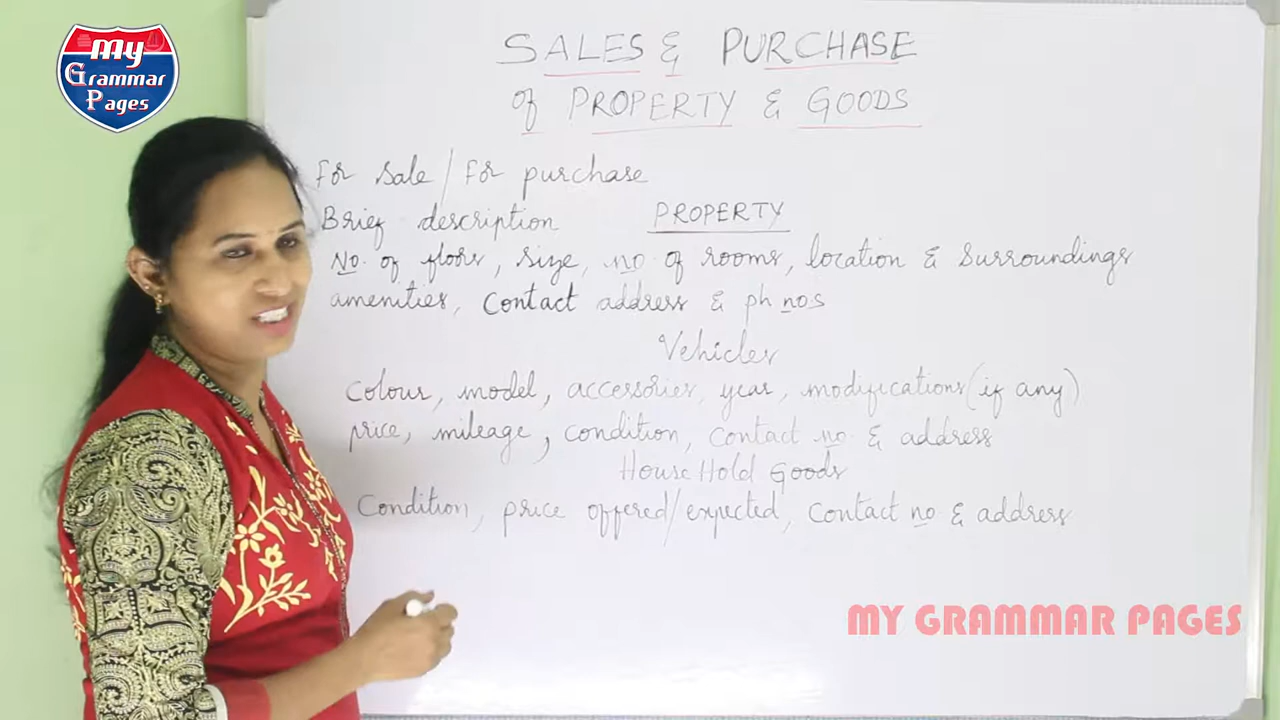 My
Grammar
Pages
SALES & PURCHASE
of PROPERTY & GOODS
For sale / For purchase
Brief description PROPERTY
No. of floors, size, no of rooms, location & surroundings
amenities, contact address & ph nos
Vehicles
colour, model, accessories, year, modifications (if any)
price, mileage, condition, contact no & address
House Hold Goods
Condition, price offered/expected, contact no & address
MY GRAMMAR PAGES